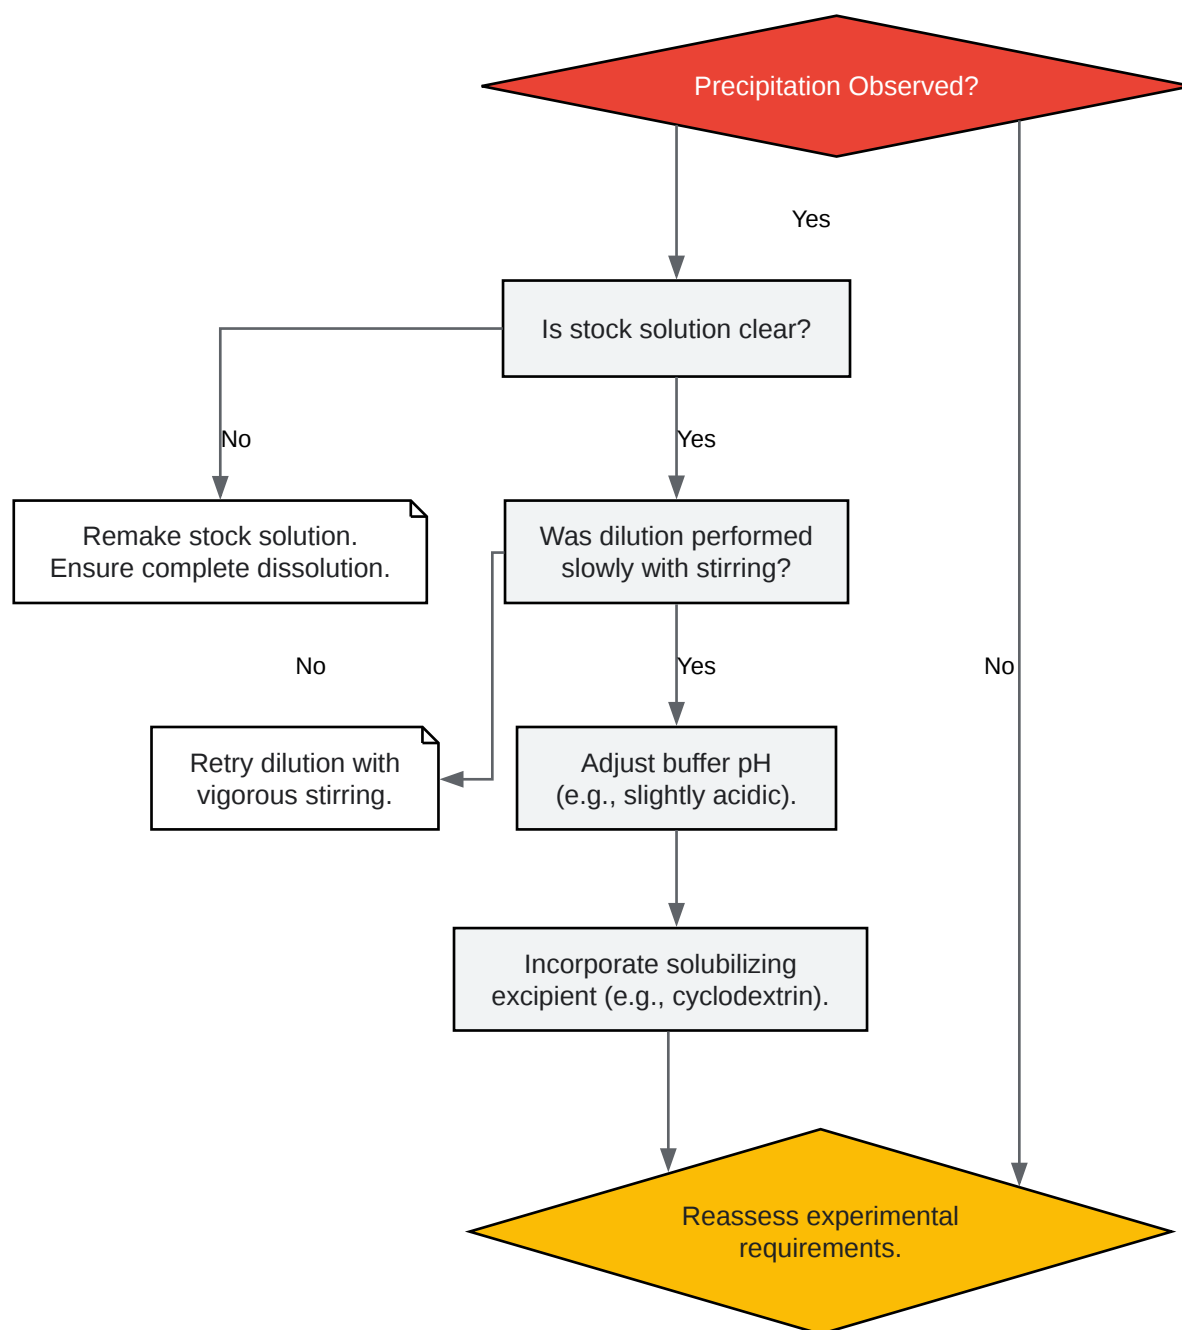 Precipitation Observed?
Yes
Is stock solution clear?
No
Yes
Remake stock solution.
Ensure complete dissolution.
Was dilution performed
slowly with stirring?
No
Yes
No
Retry dilution with
vigorous stirring.
Adjust buffer pH
(e.g., slightly acidic).
Incorporate solubilizing
excipient (e.g., cyclodextrin).
Reassess experimental
requirements.